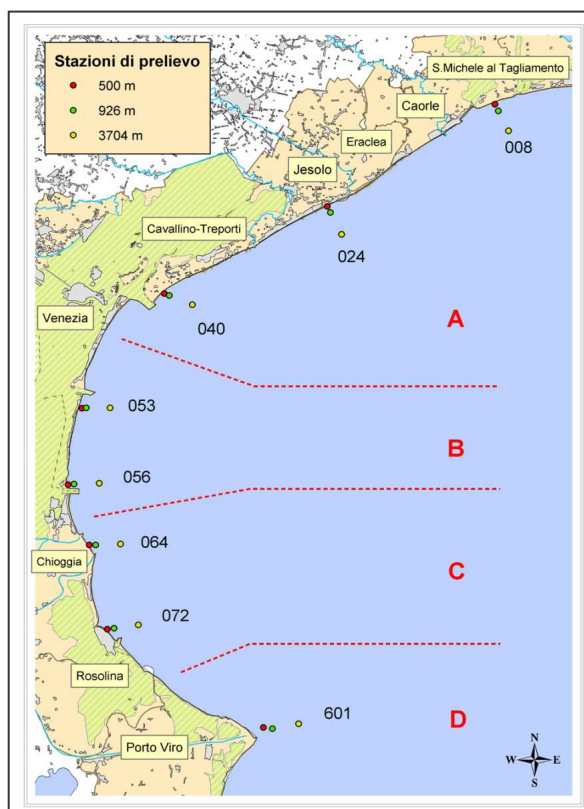 Stazioni di prelievo
500 m
926 m
3704 m
S.Michele al Tagliamento
Caorle
008
Eraclea
Jesolo
Cavallino-Treporti
024
Venezia
040
A
053
B
056
064
Chioggia
C
072
Rosolina
601
D
Porto Viro
N
W E
S